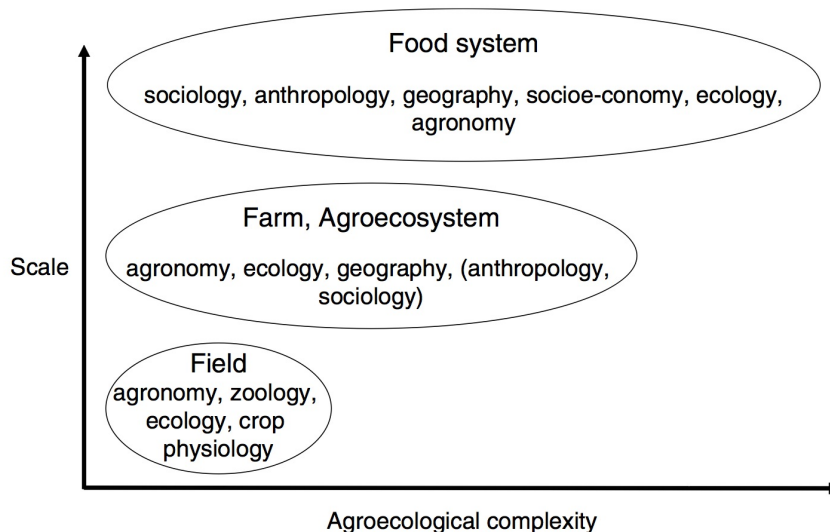 Food system
sociology, anthropology, geography, socioe-conomy, ecology,
agronomy
Farm, Agroecosystem
Scale
agronomy, ecology, geography, (anthropology,
sociology)
Field
agronomy, zoology,
ecology, crop
physiology
Agroecological complexity